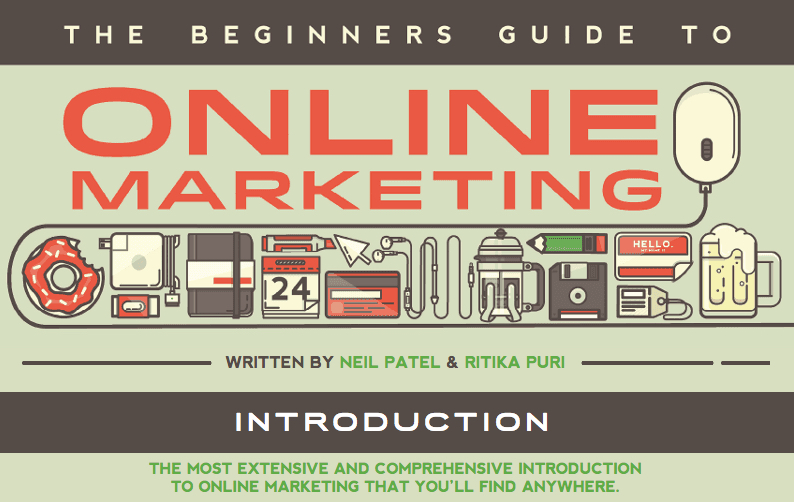 THE BEGINNERS GUIDE TO
ONLINE
MARKETING
HELLO.
24
WRITTEN BY NEIL PATEL & RITIKA PURI
INTRODUCTION
THE MOST EXTENSIVE AND COMPREHENSIVE INTRODUCTION
TO ONLINE MARKETING THAT YOU'LL FIND ANYWHERE.